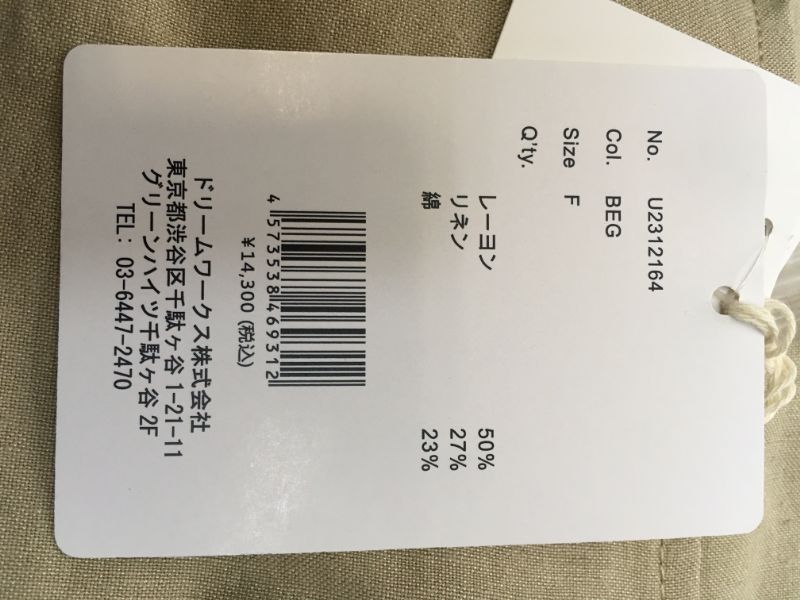 No. U2312164
Col. BEG
Size F
Q'ty.
レーヨン 50%
リネン 27%
綿 23%
4 573538 469312
¥14,300 (税込)
ドリームワークス株式会社
東京都渋谷区千駄ヶ谷 1-21-11
グリーンハイツ千駄ヶ谷 2F
TEL: 03-6447-2470